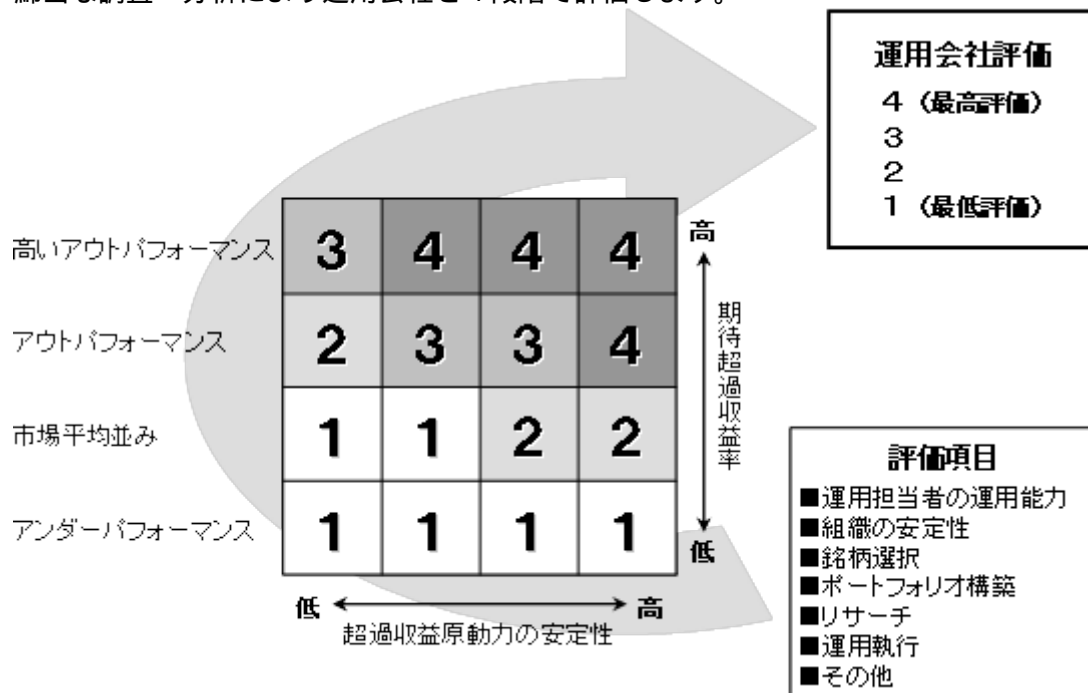 運用会社評価
4 (最高評価)
3
2
1 (最低評価)
高いアウトパフォーマンス 3 4 4 4
高
アウトパフォーマンス 2 3 3 4
期待超過収益率
市場平均並み 1 1 2 2
アンダーパフォーマンス 1 1 1 1
低
低 高
超過収益原動力の安定性
評価項目
■運用担当者の運用能力
■組織の安定性
■銘柄選択
■ポートフォリオ構築
■リサーチ
■運用執行
■その他